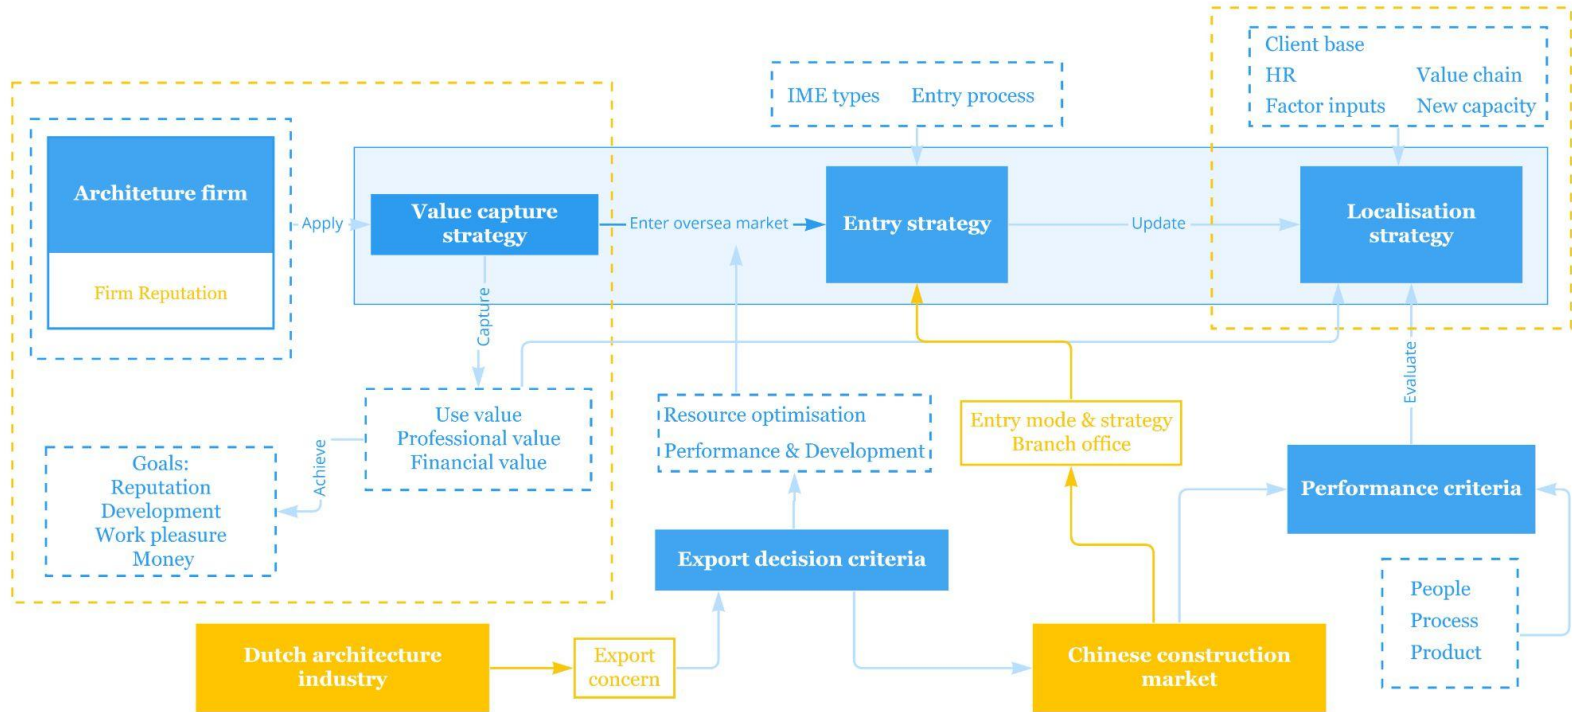 Client base
HR
Value chain
Factor inputs
New capacity
IME types
Entry process
Architeture firm
Firm Reputation
Apply
Value capture
strategy
Enter oversea market
Entry strategy
Update
Localisation
strategy
Capture
Use value
Professional value
Financial value
Achieve
Goals:
Reputation
Development
Work pleasure
Money
Resource optimisation
Performance & Development
Entry mode & strategy
Branch office
Evaluate
Performance criteria
Export decision criteria
People
Process
Product
Dutch architecture
industry
Export
concern
Chinese construction
market